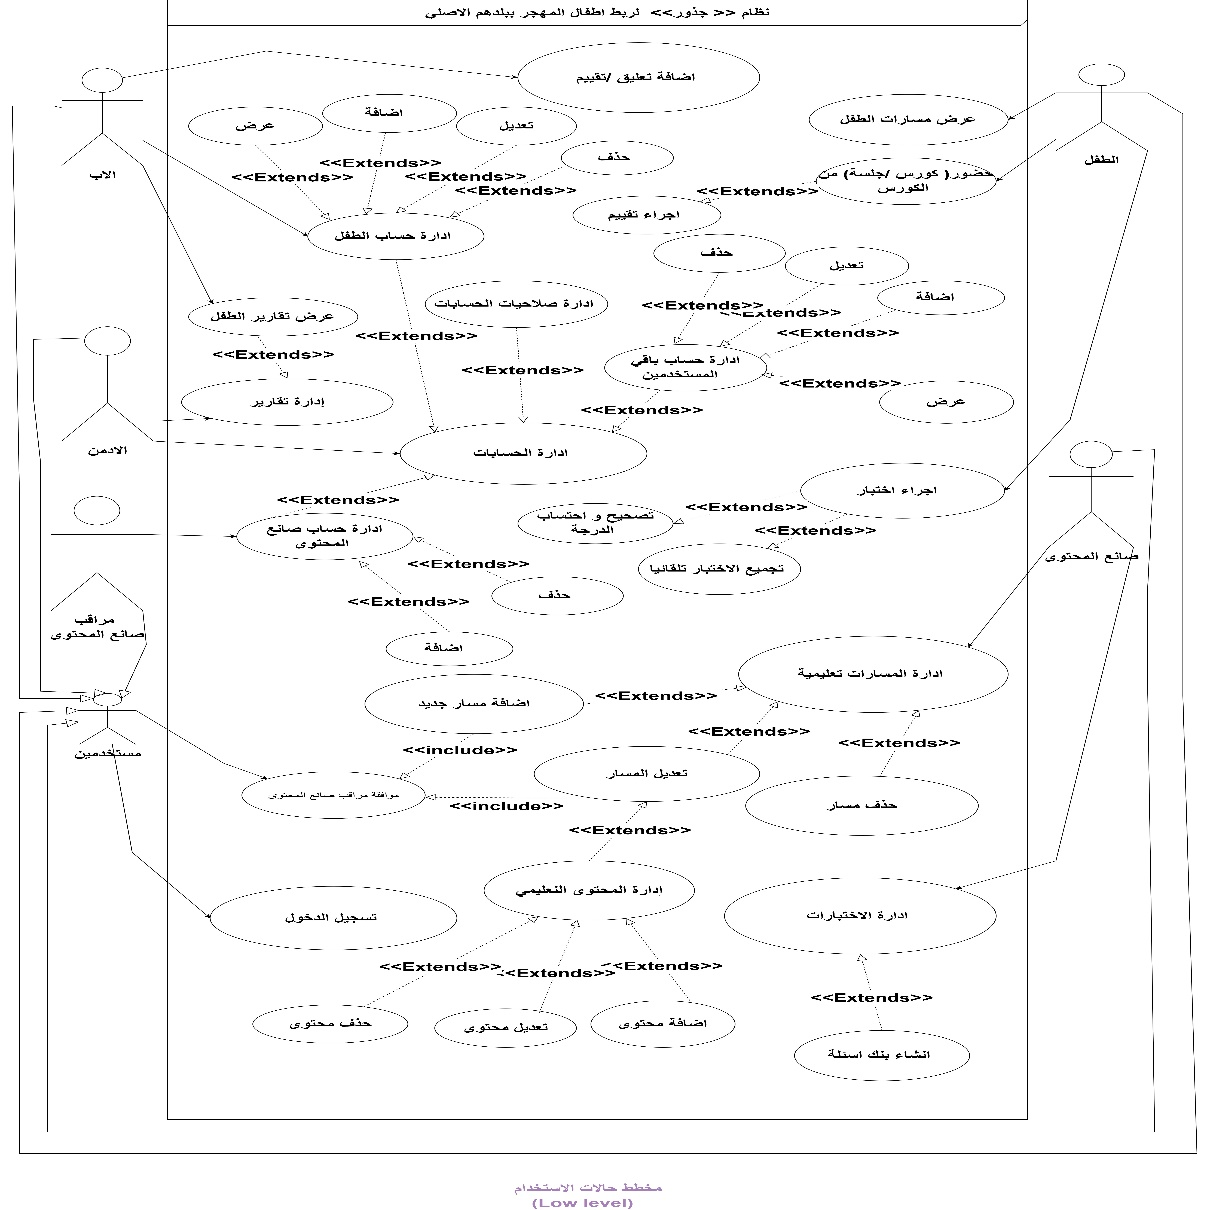 نظام << جذور>> لربط اطفال المهجر ببلدهم الاصلي
اضافة تعليق /تقييم
الاب
عرض
اضافة
تعديل
حذف
<<Extends>>
<<Extends>>
<<Extends>>
<<Extends>>
ادارة حساب الطفل
عرض مسارات الطفل
الطفل
حضور( كورس /جلسة) من
الكورس
<<Extends>>
اجراء تقييم
حذف
تعديل
اضافة
<<Extends>>
<<Extends>>
<<Extends>>
ادارة صلاحيات الحسابات
عرض تقارير الطفل
<<Extends>>
<<Extends>>
<<Extends>>
ادارة حساب باقي
المستخدمين
<<Extends>>
عرض
<<Extends>>
إدارة تقارير
الادمن
ادارة الحسابات
<<Extends>>
ادارة حساب صانع
المحتوى
<<Extends>>
حذف
<<Extends>>
اضافة
اجراء اختبار
<<Extends>>
تصحيح و احتساب
الدرجة
<<Extends>>
تجميع الاختبار تلقائيا
صانع المحتوى
مراقب
صانع المحتوى
ادارة المسارات تعليمية
<<Extends>>
اضافة مسار جديد
<<Extends>>
<<Extends>>
<<include>>
مستخدمين
تعديل المسار
موافقة مراقب صانع المحتوى
<<include>>
حذف مسار
<<Extends>>
إدارة المحتوى التعليمي
تسجيل الدخول
ادارة الاختبارات
<<Extends>>
<<Extends>>
<<Extends>>
<<Extends>>
حذف محتوى
تعديل محتوى
اضافة محتوى
انشاء بنك اسئلة
مخطط حالات الاستخدام
(Low level)